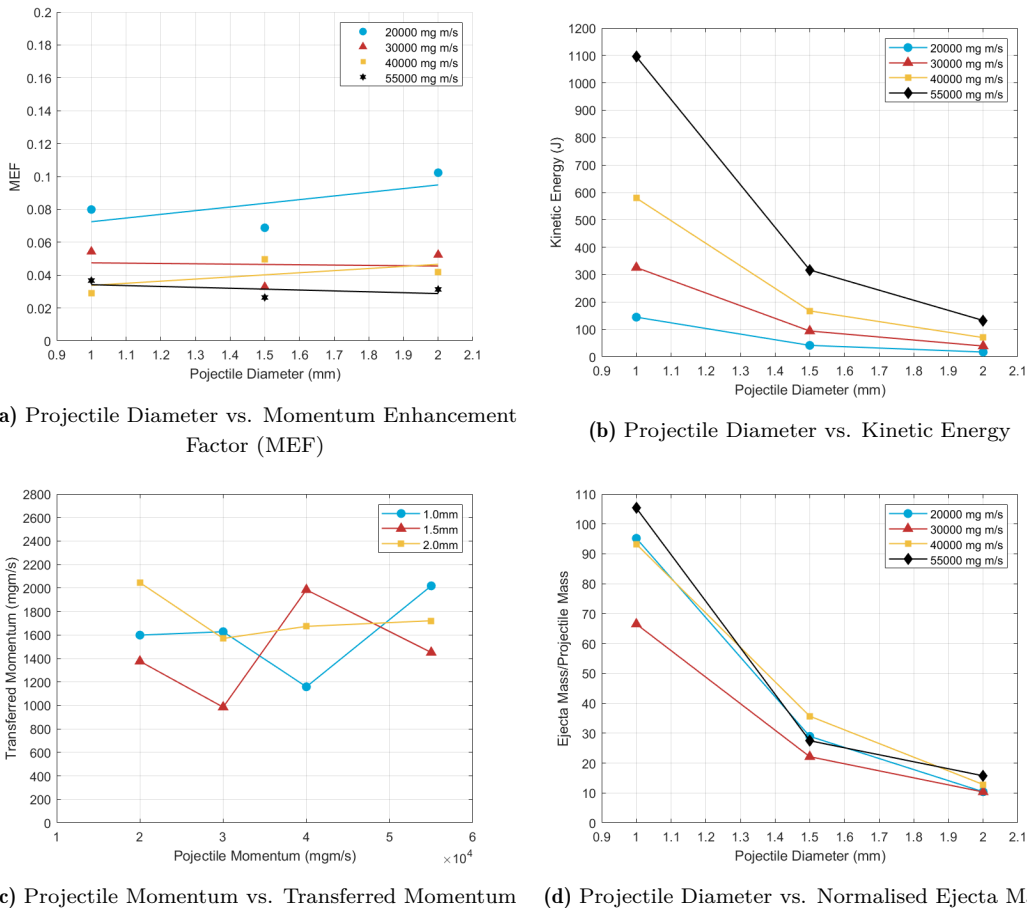 0.2
0.18
0.16
0.14
0.12
0.1
0.08
0.06
0.04
0.02
0
MEF
20000 mg m/s
30000 mg m/s
40000 mg m/s
55000 mg m/s
0.9 1 1.1 1.2 1.3 1.4 1.5 1.6 1.7 1.8 1.9 2 2.1
Pojectile Diameter (mm)
a) Projectile Diameter vs. Momentum Enhancement
Factor (MEF)
1200
1100
1000
900
800
700
600
500
400
300
200
100
0
Kinetic Energy (J)
20000 mg m/s
30000 mg m/s
40000 mg m/s
55000 mg m/s
0.9 1 1.1 1.2 1.3 1.4 1.5 1.6 1.7 1.8 1.9 2 2.1
Pojectile Diameter (mm)
(b) Projectile Diameter vs. Kinetic Energy
2800
2600
2400
2200
2000
1800
1600
1400
1200
1000
800
600
400
200
0
Transferred Momentum (mgm/s)
1.0mm
1.5mm
2.0mm
1 2 3 4 5 6
Pojectile Momentum (mgm/s)
×10⁴
c) Projectile Momentum vs. Transferred Momentum
110
100
90
80
70
60
50
40
30
20
10
0
Ejecta Mass/Projectile Mass
20000 mg m/s
30000 mg m/s
40000 mg m/s
55000 mg m/s
0.9 1 1.1 1.2 1.3 1.4 1.5 1.6 1.7 1.8 1.9 2 2.1
Pojectile Diameter (mm)
(d) Projectile Diameter vs. Normalised Ejecta M